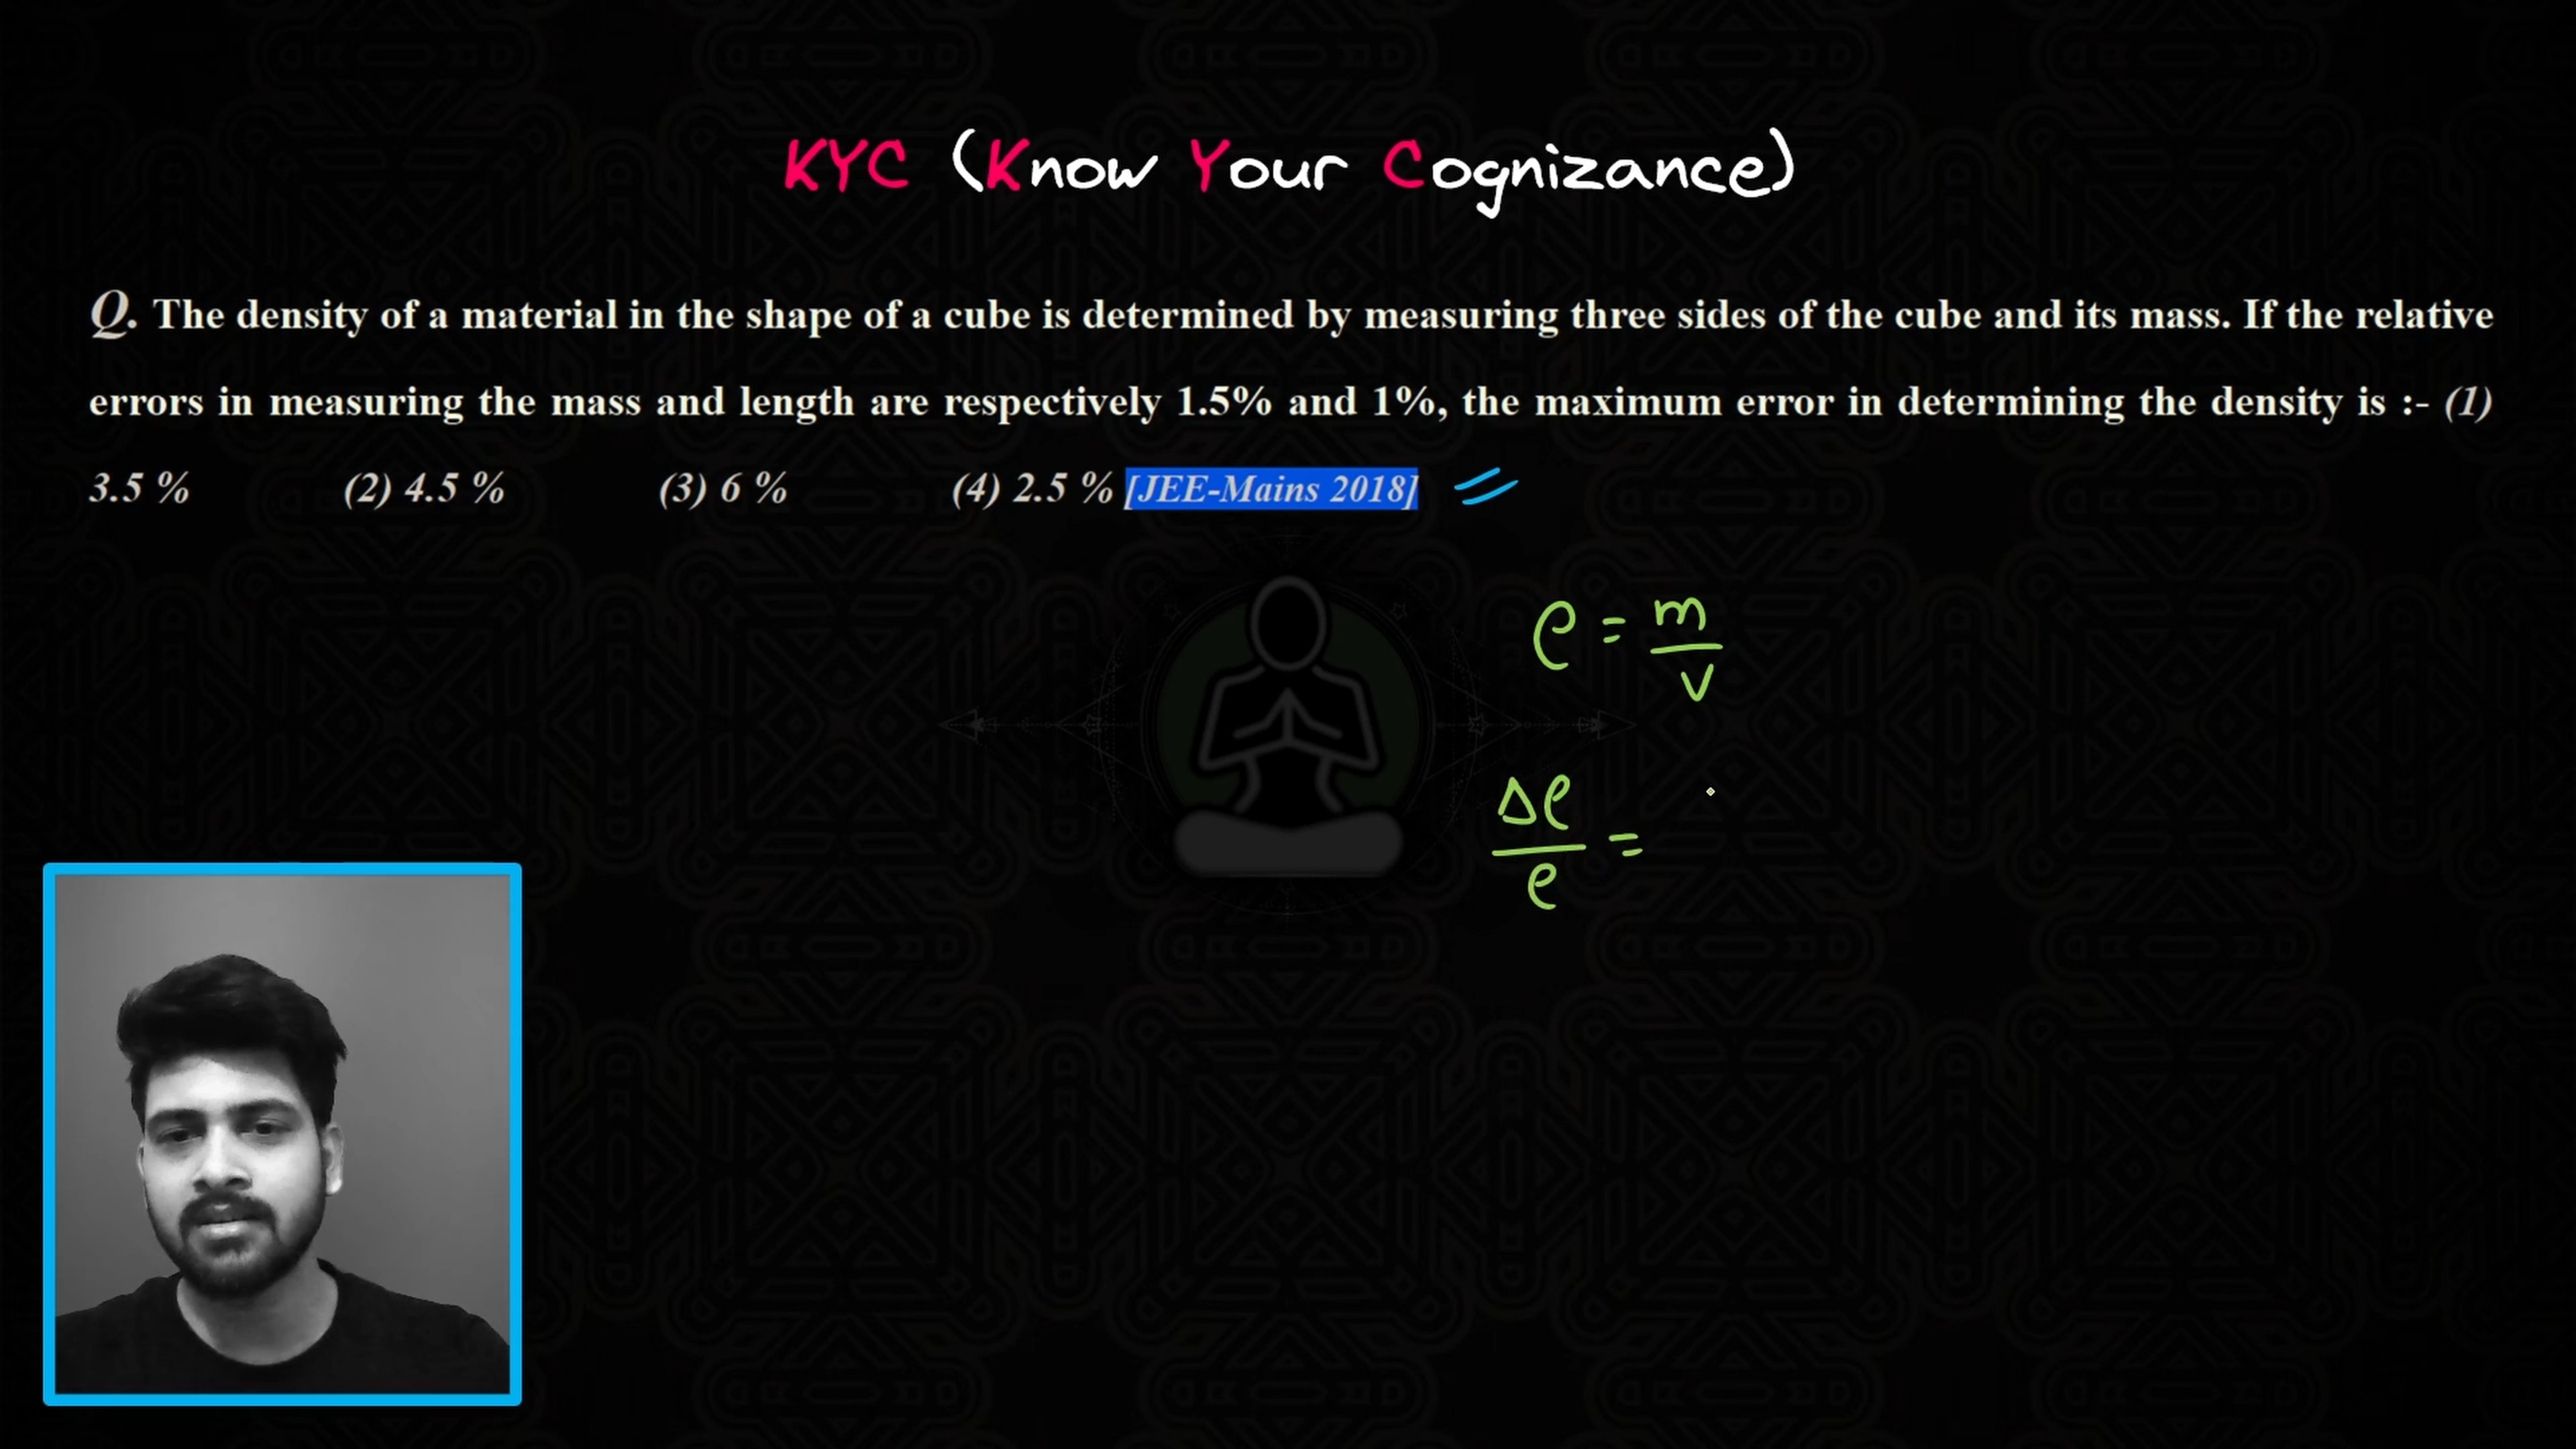 KYC (Know Your Cognizance)
Q. The density of a material in the shape of a cube is determined by measuring three sides of the cube and its mass. If the relative
errors in measuring the mass and length are respectively 1.5% and 1%, the maximum error in determining the density is :- (1)
3.5 % (2) 4.5 % (3) 6 % (4) 2.5 % [JEE-Mains 2018]
ρ = m/v
Δρ/ρ =